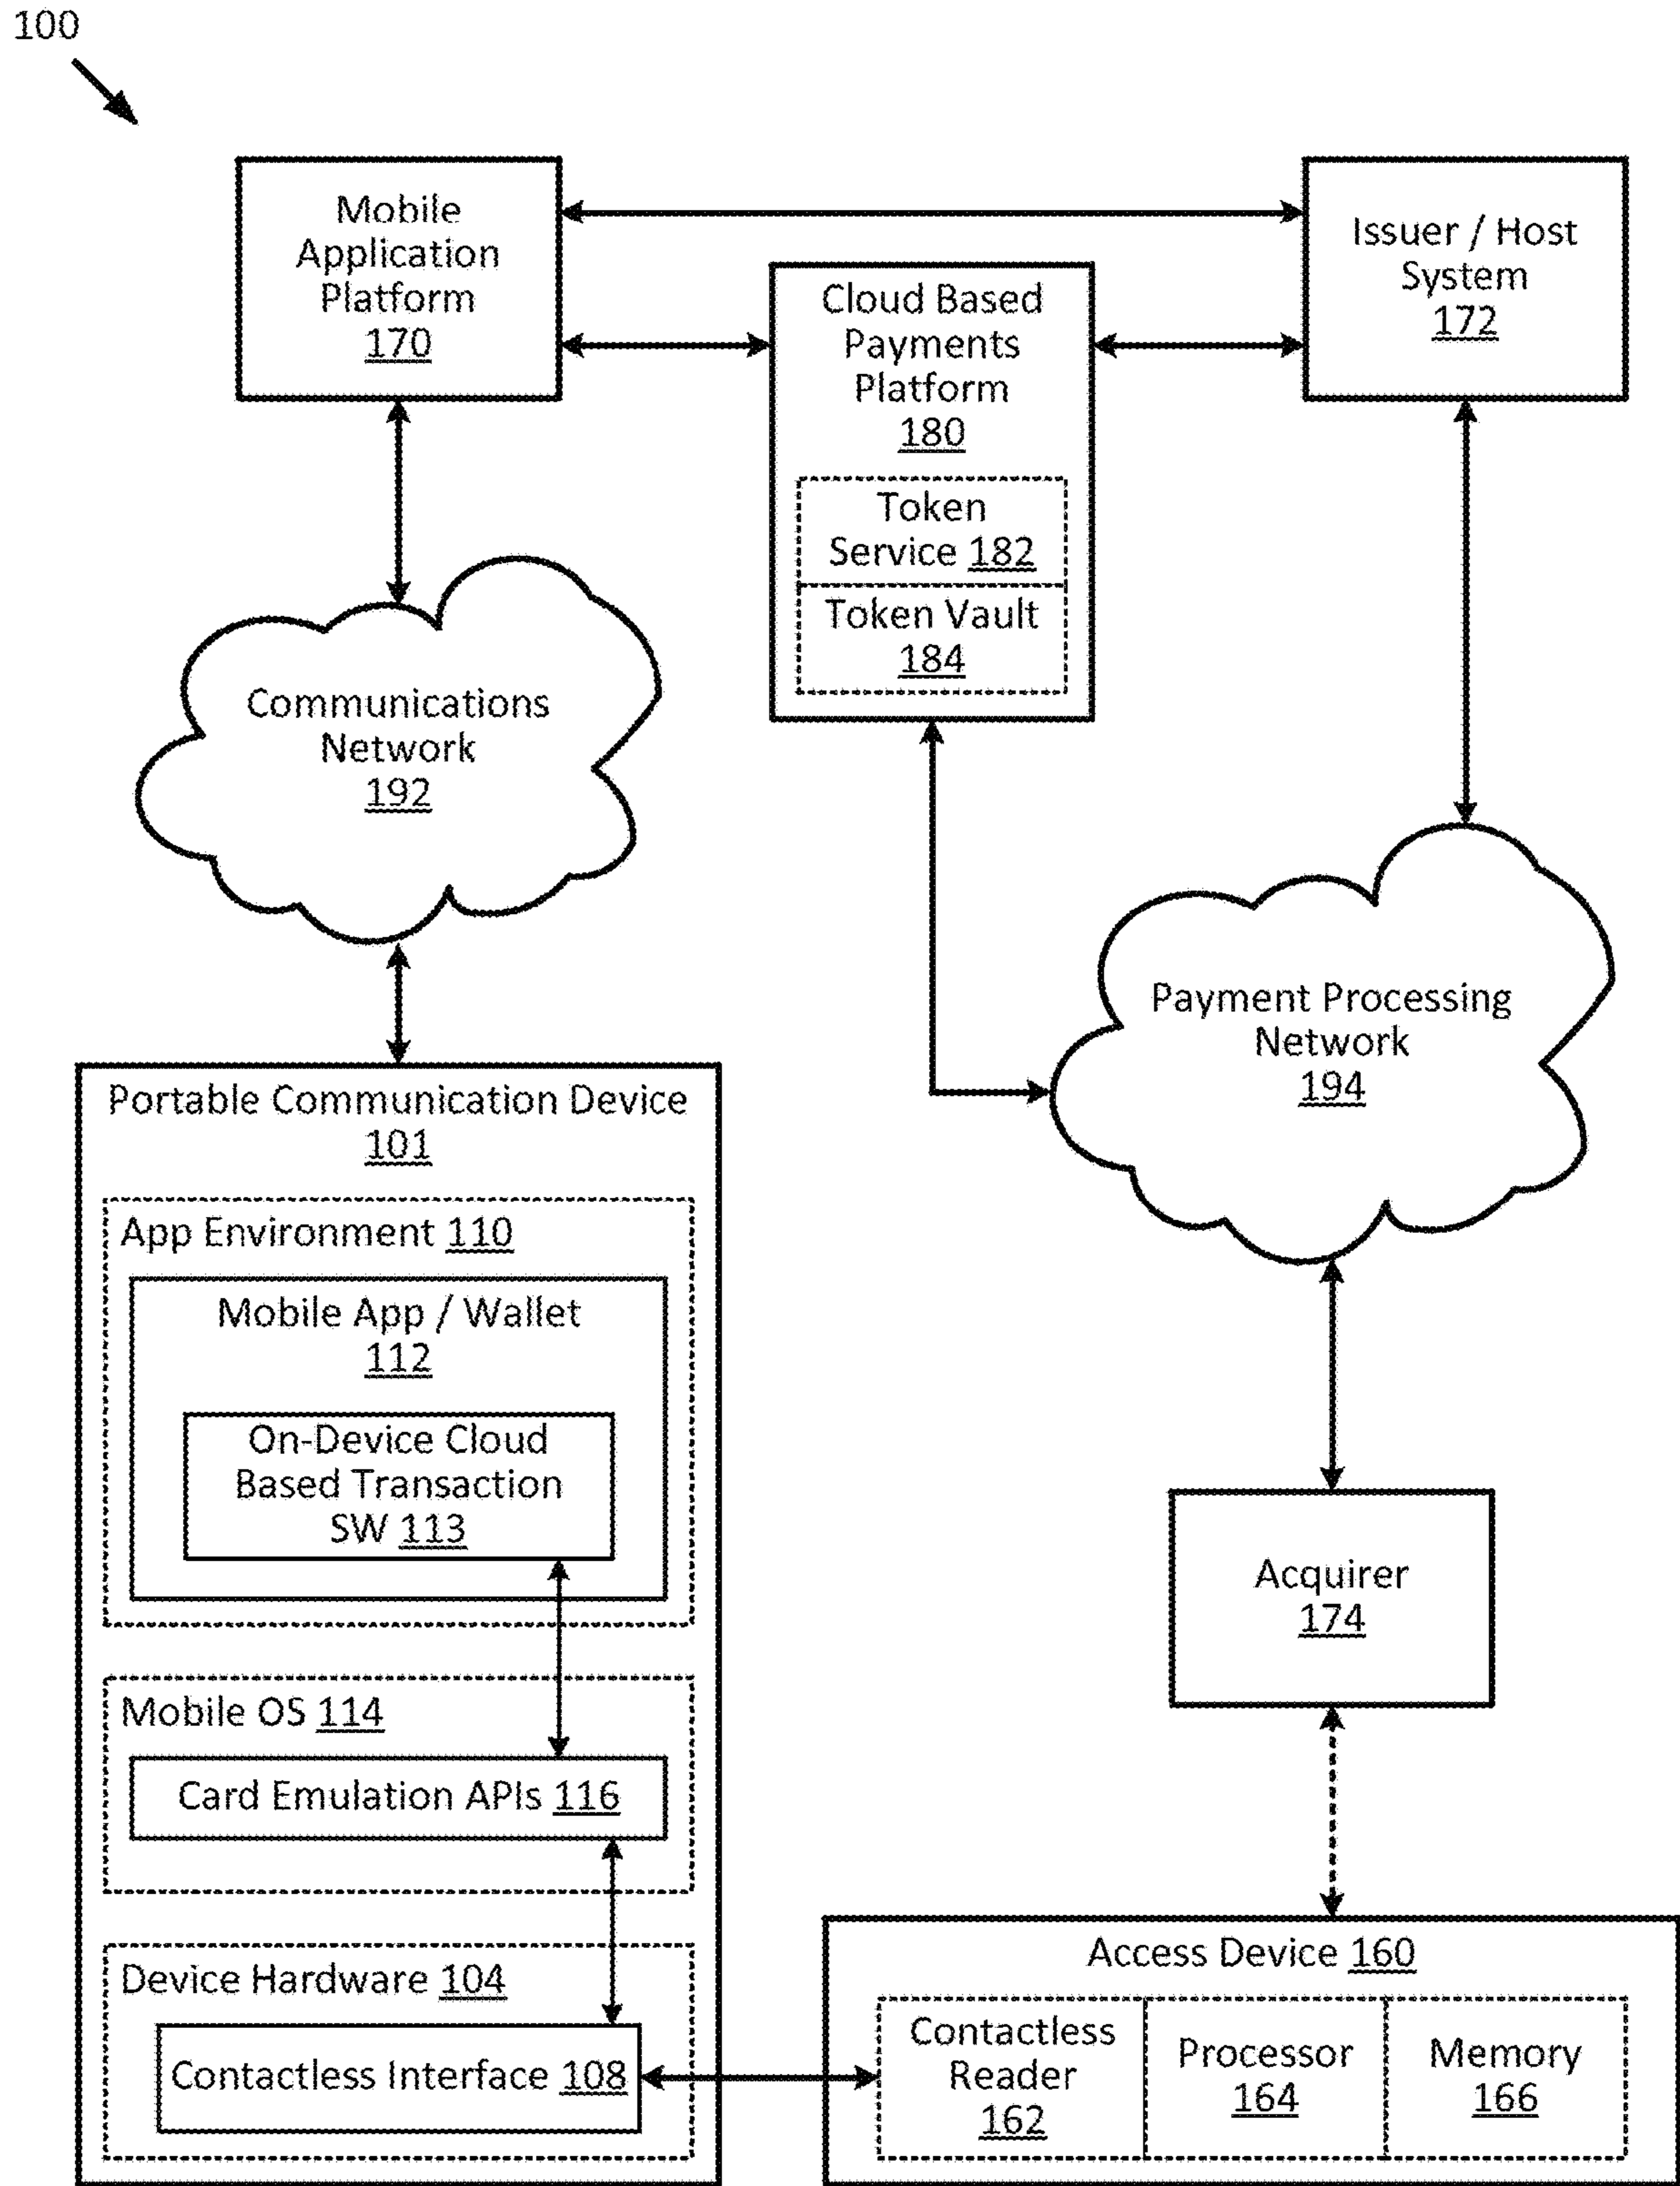 100
Mobile
Application
Platform
170
Issuer / Host
System
172
Cloud Based
Payments
Platform
180
Token
Service 182
Token Vault
184
Communications
Network
192
Payment Processing
Network
194
Portable Communication Device
101
App Environment 110
Mobile App / Wallet
112
On-Device Cloud
Based Transaction
SW 113
Mobile OS 114
Card Emulation APIs 116
Device Hardware 104
Contactless Interface 108
Acquirer
174
Access Device 160
Contactless
Reader
162
Processor
164
Memory
166